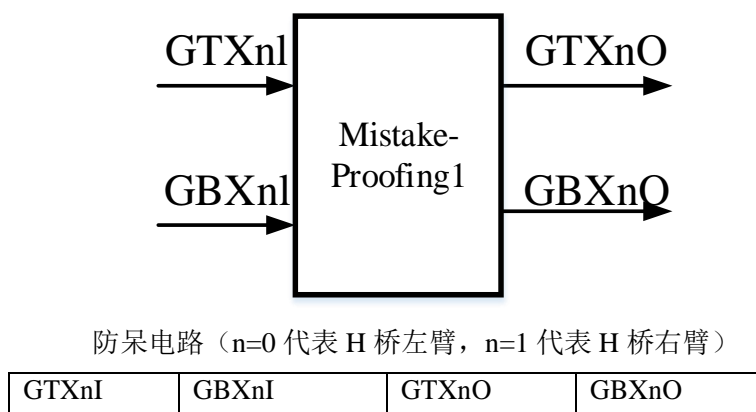 GTXnI GTXnO
Mistake-
Proofing1
GBXnI GBXnO
防呆电路（n=0 代表 H 桥左臂，n=1 代表 H 桥右臂）
GTXnI GBXnI GTXnO GBXnO